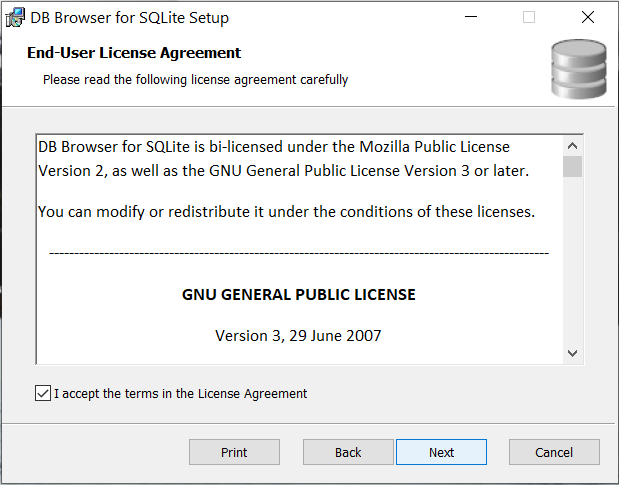 DB Browser for SQLite Setup
End-User License Agreement
Please read the following license agreement carefully
DB Browser for SQLite is bi-licensed under the Mozilla Public License
Version 2, as well as the GNU General Public License Version 3 or later.
You can modify or redistribute it under the conditions of these licenses.
GNU GENERAL PUBLIC LICENSE
Version 3, 29 June 2007
I accept the terms in the License Agreement
Print
Back
Next
Cancel